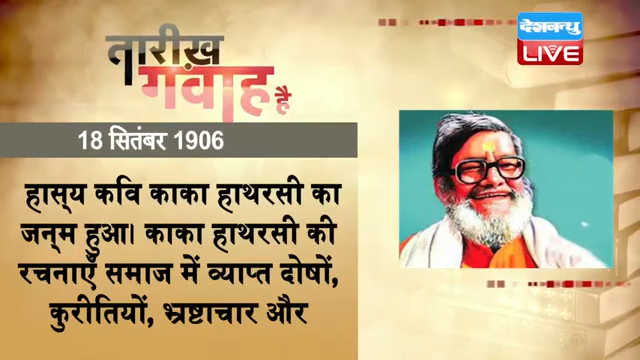 देशबन्धु
LIVE
तारीख़
गवाह
है
18 सितंबर 1906
हास्य कवि काका हाथरसी का
जन्म हुआ। काका हाथरसी की
रचनाएँ समाज में व्याप्त दोषों,
कुरीतियों, भ्रष्टाचार और